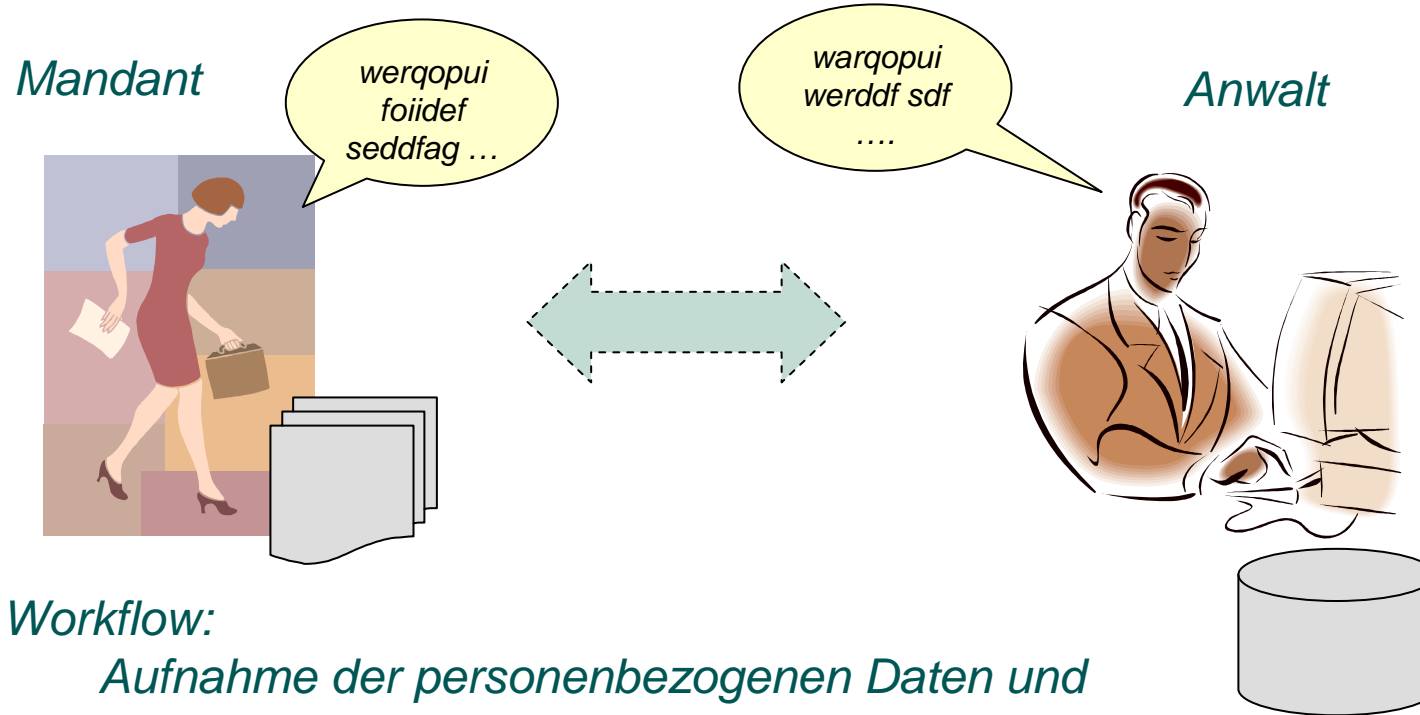 Mandant
werqopui
foiidef
seddfag …
warqopui
werddf sdf
….
Anwalt
Workflow:
Aufnahme der personenbezogenen Daten und